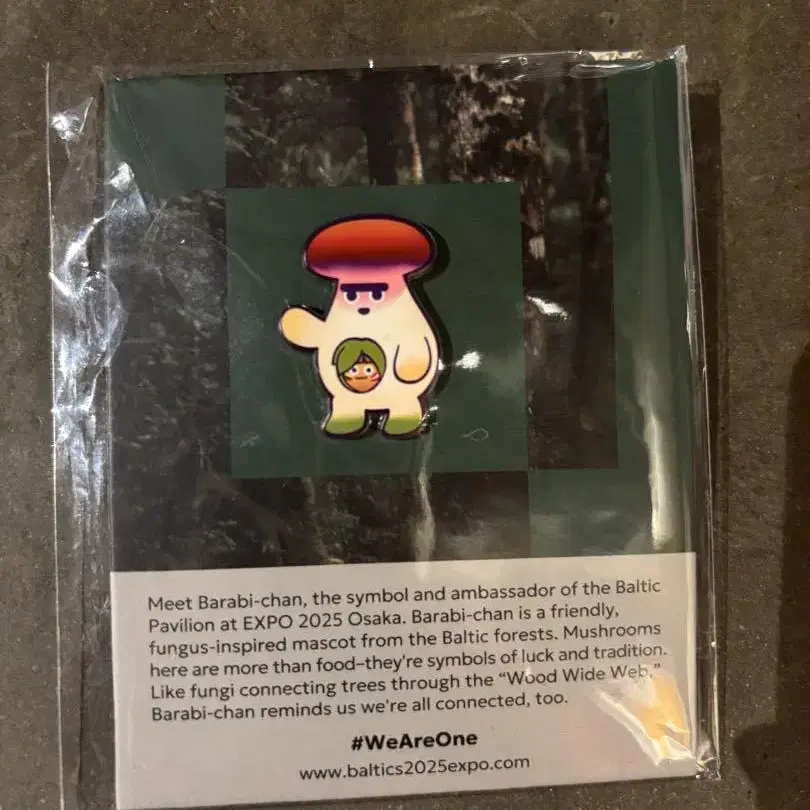 Meet Barabi-chan, the symbol and ambassador of the Baltic
Pavilion at EXPO 2025 Osaka. Barabi-chan is a friendly,
fungus-inspired mascot from the Baltic forests. Mushrooms
here are more than food–they're symbols of luck and tradition.
Like fungi connecting trees through the “Wood Wide Web,”
Barabi-chan reminds us we're all connected, too.
#WeAreOne
www.baltics2025expo.com